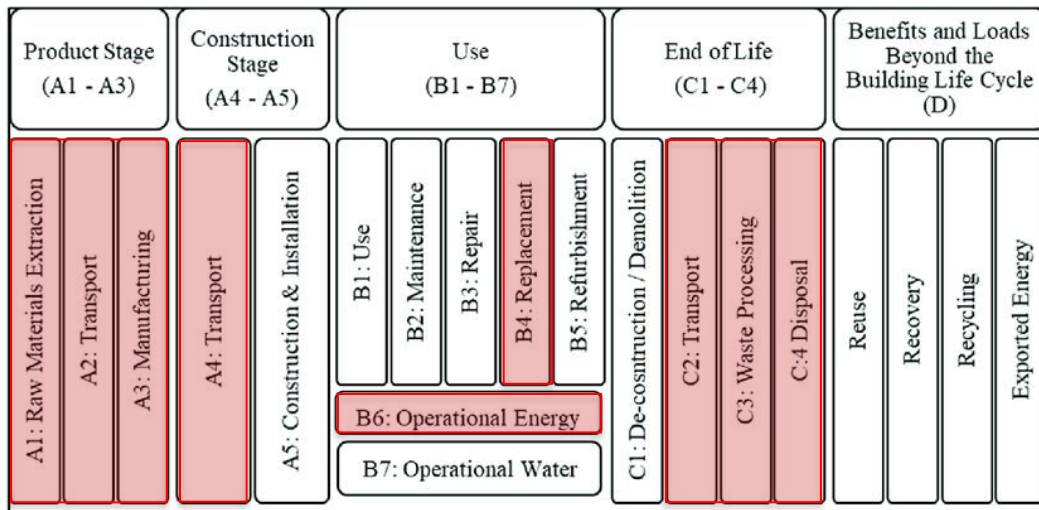 Product Stage
(A1 - A3)
Construction
Stage
(A4 - A5)
Use
(B1 - B7)
End of Life
(C1 - C4)
Benefits and Loads
Beyond the
Building Life Cycle
(D)
A1: Raw Materials Extraction
A2: Transport
A3: Manufacturing
A4: Transport
A5: Construction & Installation
B1: Use
B2: Maintenance
B3: Repair
B4: Replacement
B5: Refurbishment
B6: Operational Energy
B7: Operational Water
C1: De-cosntruction / Demolition
C2: Transport
C3: Waste Processing
C:4 Disposal
Reuse
Recovery
Recycling
Exported Energy